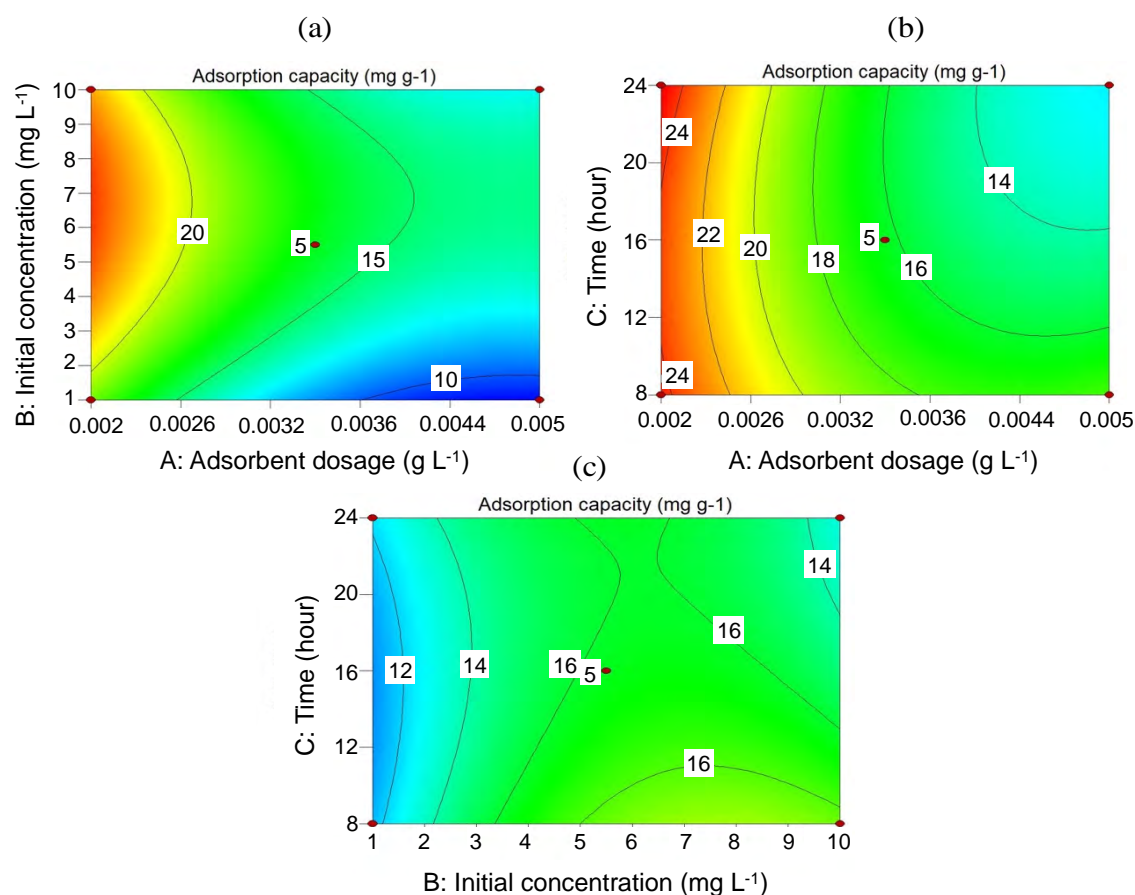 (a)
Adsorption capacity (mg g-1)
B: Initial concentration (mg L-1)
10
9
8
7
6
5
4
3
2
1
20
5
15
10
0.002 0.0026 0.0032 0.0036 0.0044 0.005
A: Adsorbent dosage (g L-1)
(b)
Adsorption capacity (mg g-1)
C: Time (hour)
24
20
16
12
8
24
22
20
18
5
16
14
24
0.002 0.0026 0.0032 0.0036 0.0044 0.005
A: Adsorbent dosage (g L-1)
(c)
Adsorption capacity (mg g-1)
C: Time (hour)
24
20
16
12
8
12
14
16
5
16
14
16
1 2 3 4 5 6 7 8 9 10
B: Initial concentration (mg L-1)